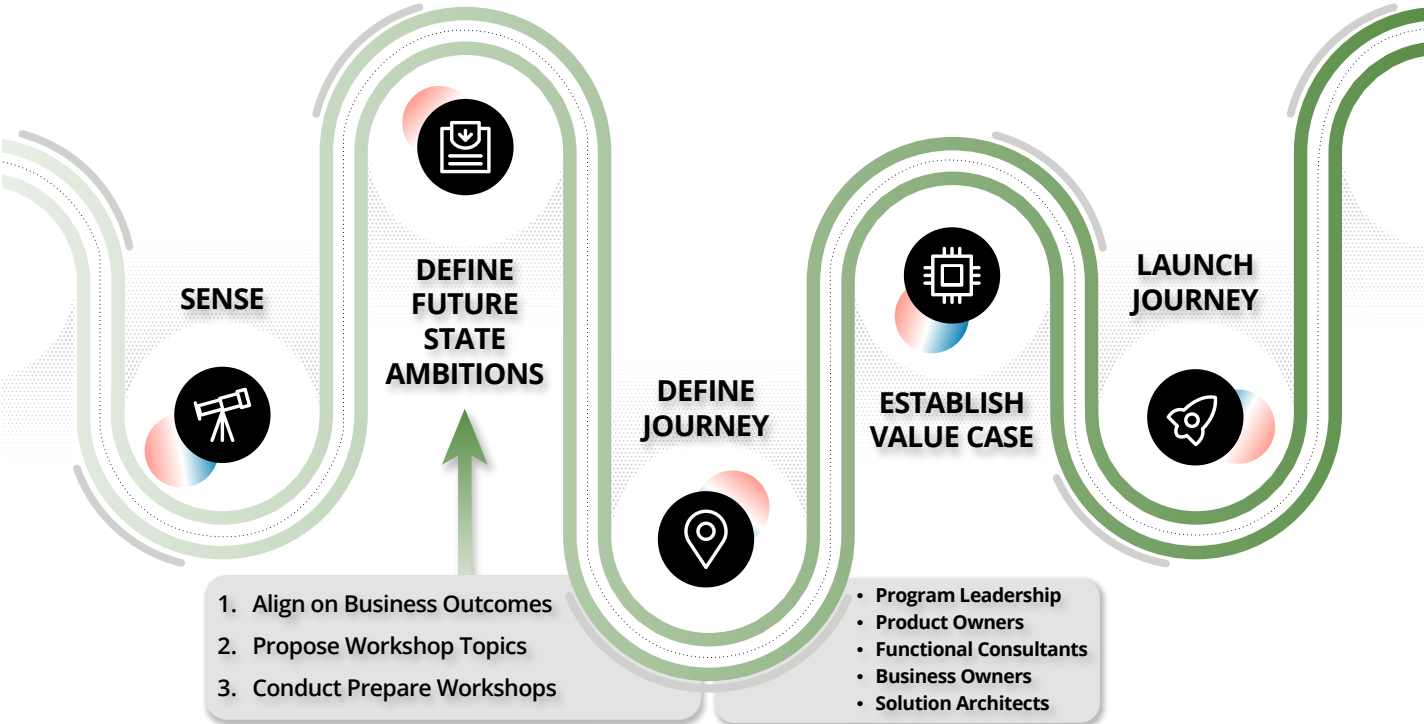 SENSE
DEFINE
FUTURE
STATE
AMBITIONS
DEFINE
JOURNEY
ESTABLISH
VALUE CASE
LAUNCH
JOURNEY
1. Align on Business Outcomes
2. Propose Workshop Topics
3. Conduct Prepare Workshops
• Program Leadership
• Product Owners
• Functional Consultants
• Business Owners
• Solution Architects